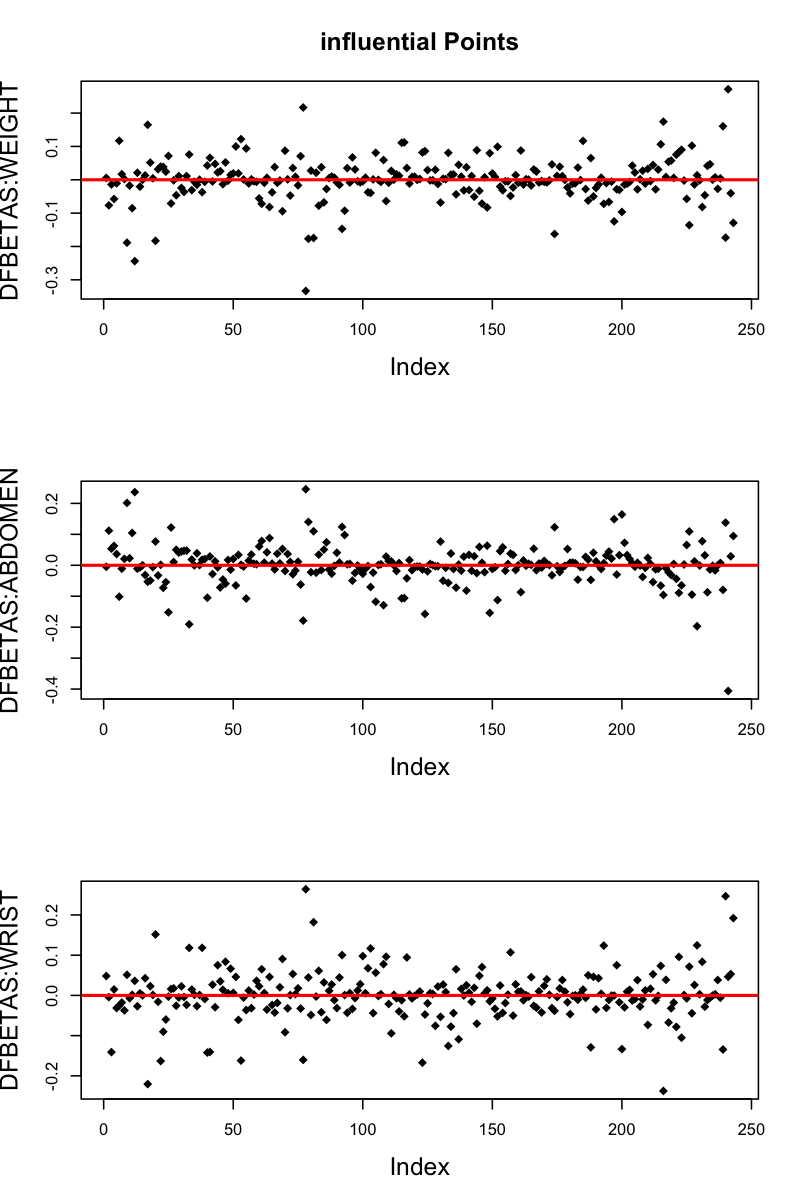 influential Points
DFBETAS:WEIGHT
0.1
-0.1
-0.3
0 50 100 150 200 250
Index
DFBETAS:ABDOMEN
0.2
0.0
-0.2
-0.4
0 50 100 150 200 250
Index
DFBETAS:WRIST
0.2
0.1
0.0
-0.2
0 50 100 150 200 250
Index